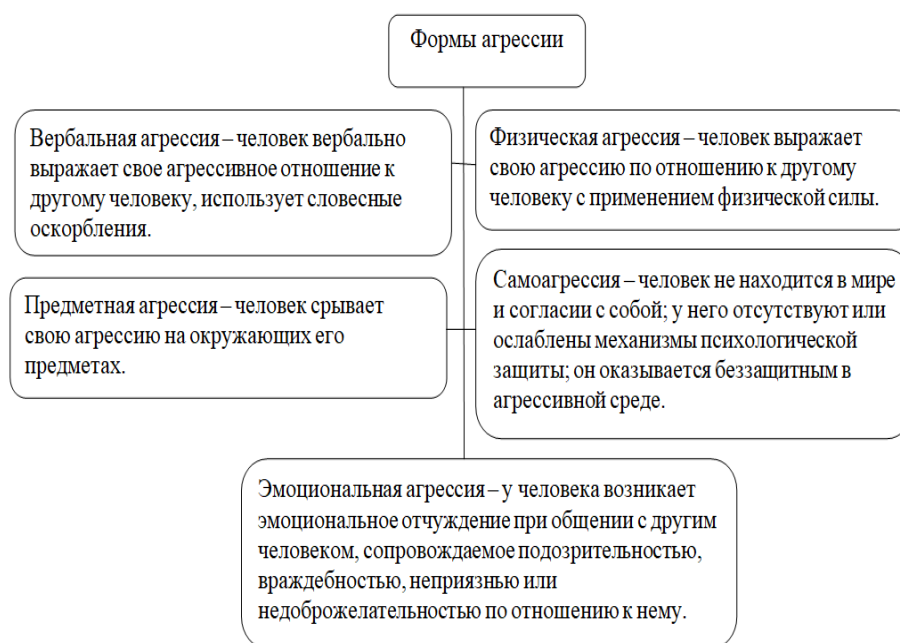 Формы агрессии
Вербальная агрессия – человек вербально
выражает свое агрессивное отношение к
другому человеку, использует словесные
оскорбления.
Физическая агрессия – человек выражает
свою агрессию по отношению к другому
человеку с применением физической силы.
Предметная агрессия – человек срывает
свою агрессию на окружающих его
предметах.
Самоагрессия – человек не находится в мире
и согласии с собой; у него отсутствуют или
ослаблены механизмы психологической
защиты; он оказывается беззащитным в
агрессивной среде.
Эмоциональная агрессия – у человека возникает
эмоциональное отчуждение при общении с другим
человеком, сопровождаемое подозрительностью,
враждебностью, неприязнью или
недоброжелательностью по отношению к нему.